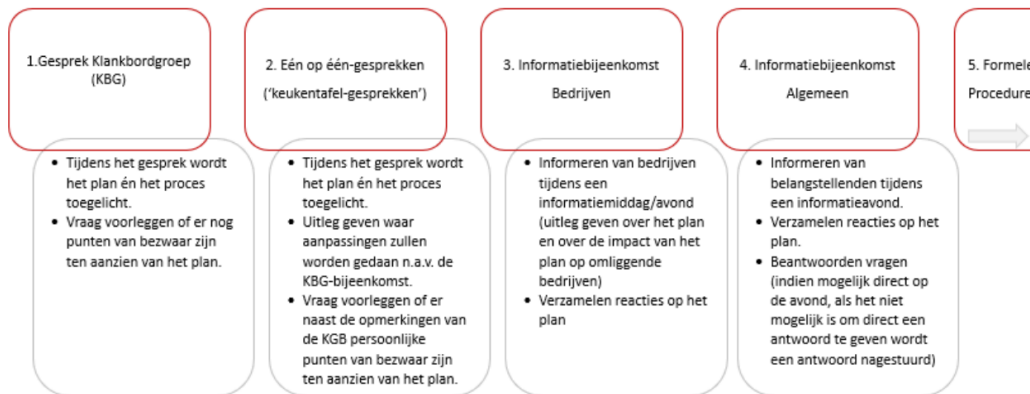 1.Gesprek Klankbordgroep
(KBG)
• Tijdens het gesprek wordt
het plan én het proces
toegelicht.
• Vraag voorleggen of er nog
punten van bezwaar zijn
ten aanzien van het plan.
2. Eén op één-gesprekken
(‘keukentafel-gesprekken’)
• Tijdens het gesprek wordt
het plan én het proces
toegelicht.
• Uitleg geven waar
aanpassingen zullen
worden gedaan n.a.v. de
KBG-bijeenkomst.
• Vraag voorleggen of er
naast de opmerkingen van
de KGB persoonlijke
punten van bezwaar zijn
ten aanzien van het plan.
3. Informatiebijeenkomst
Bedrijven
• Informeren van bedrijven
tijdens een
informatiemiddag/avond
(uitleg geven over het plan
en over de impact van het
plan op omliggende
bedrijven)
• Verzamelen reacties op het
plan
4. Informatiebijeenkomst
Algemeen
• Informeren van
belangstellenden tijdens
een informatieavond.
• Verzamelen reacties op het
plan.
• Beantwoorden vragen
(indien mogelijk direct op
de avond, als het niet
mogelijk is om direct een
antwoord te geven wordt
een antwoord nagestuurd)
5. Formele
Procedure